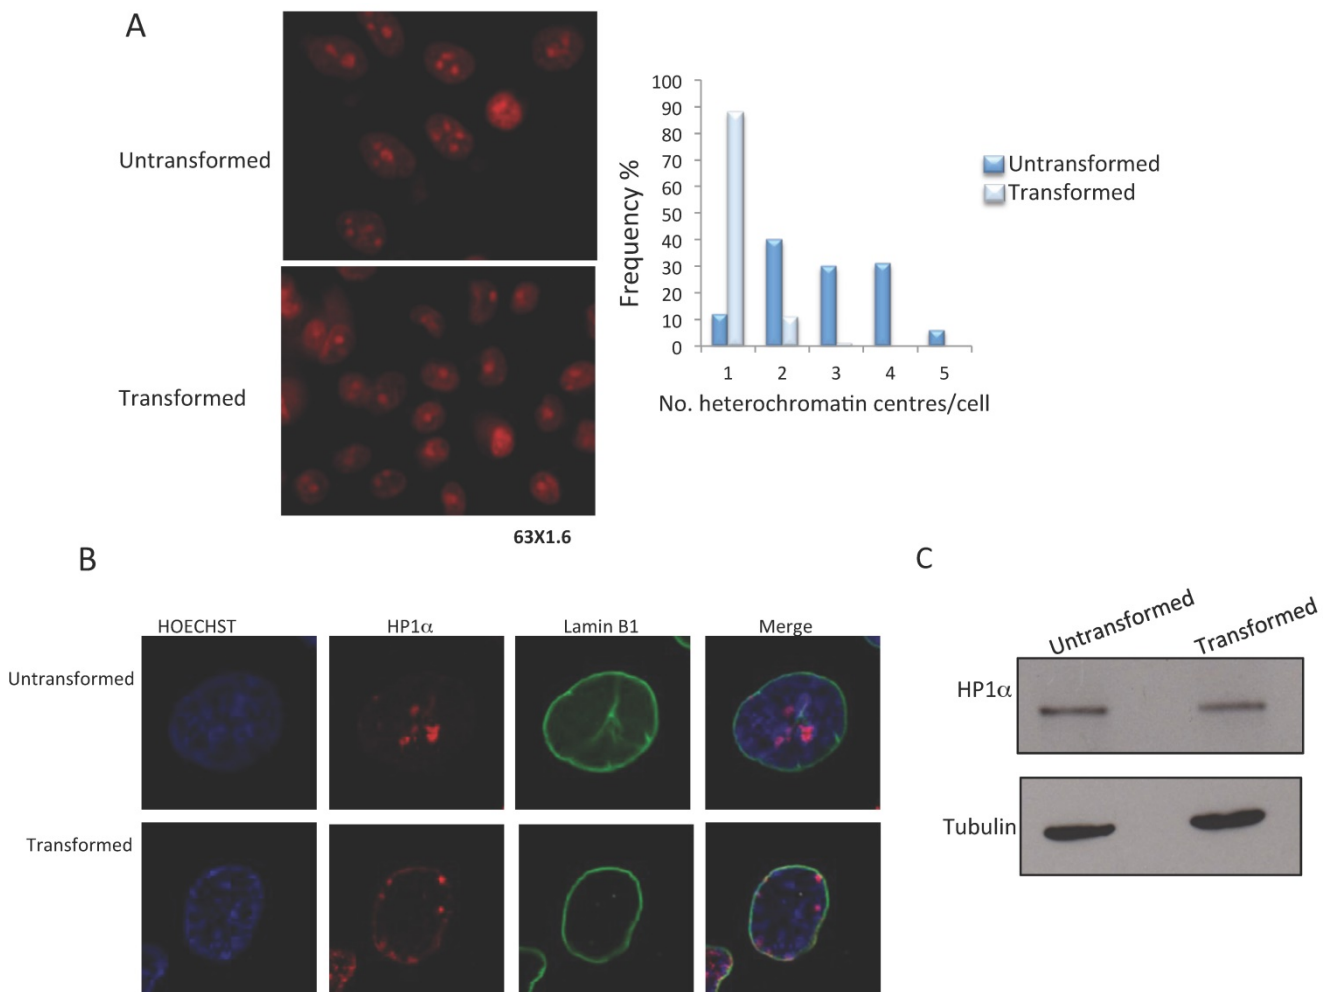 A
Untransformed
Transformed
63X1.6
Frequency %
100
90
80
70
60
50
40
30
20
10
0
1 2 3 4 5
No. heterochromatin centres/cell
Untransformed
Transformed
B
HOECHST HP1α Lamin B1 Merge
Untransformed
Transformed
C
Untransformed Transformed
HP1α
Tubulin